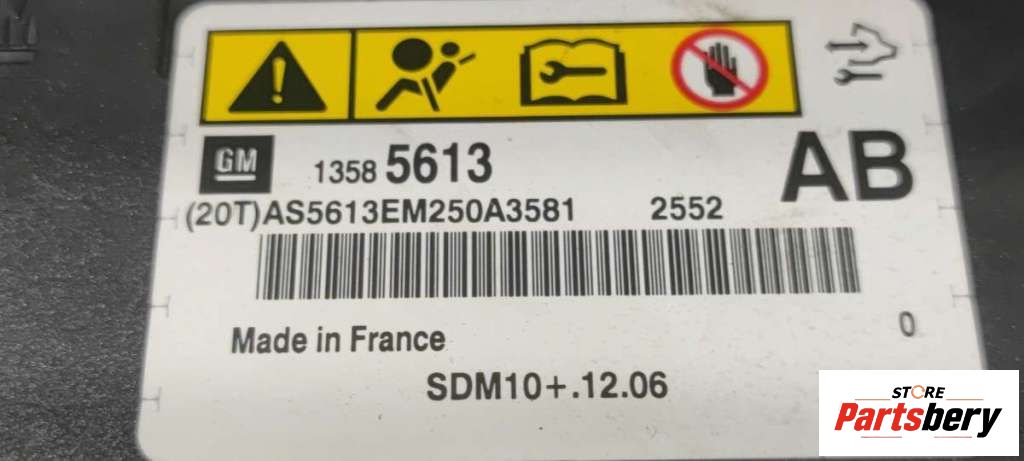 GM
1358 5613
AB
(20T)AS5613EM250A3581 2552
Made in France
0
SDM10+.12.06
STORE
Partsbery